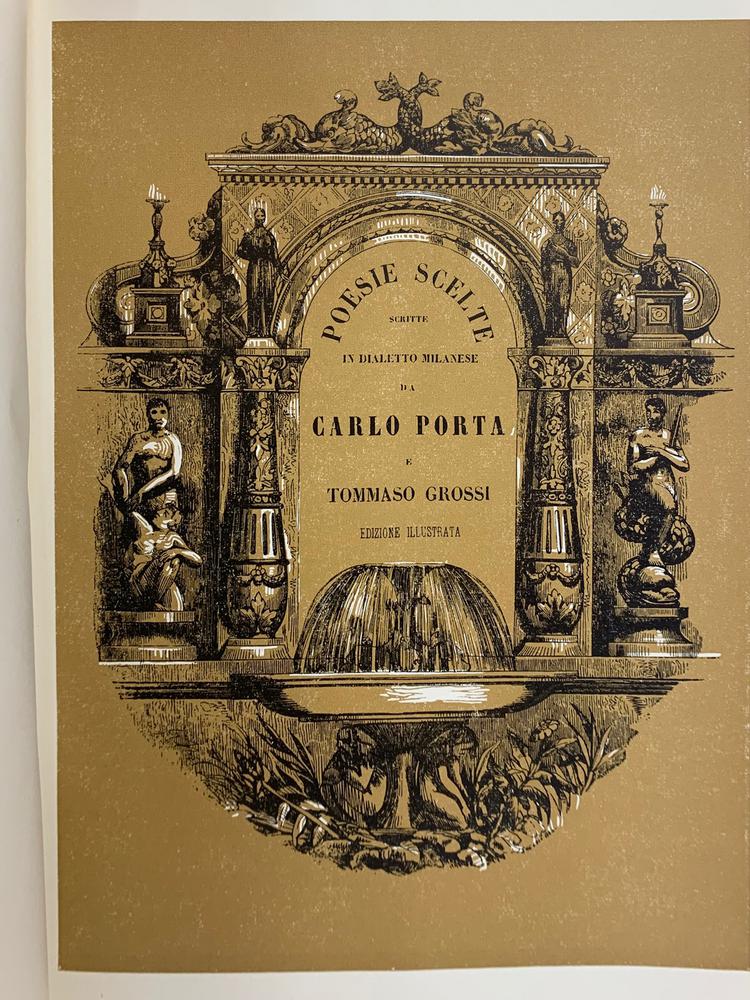 POESIE SCELTE
SCRITTE
IN DIALETTO MILANESE
DA
CARLO PORTA
E
TOMMASO GROSSI
EDIZIONE ILLUSTRATA